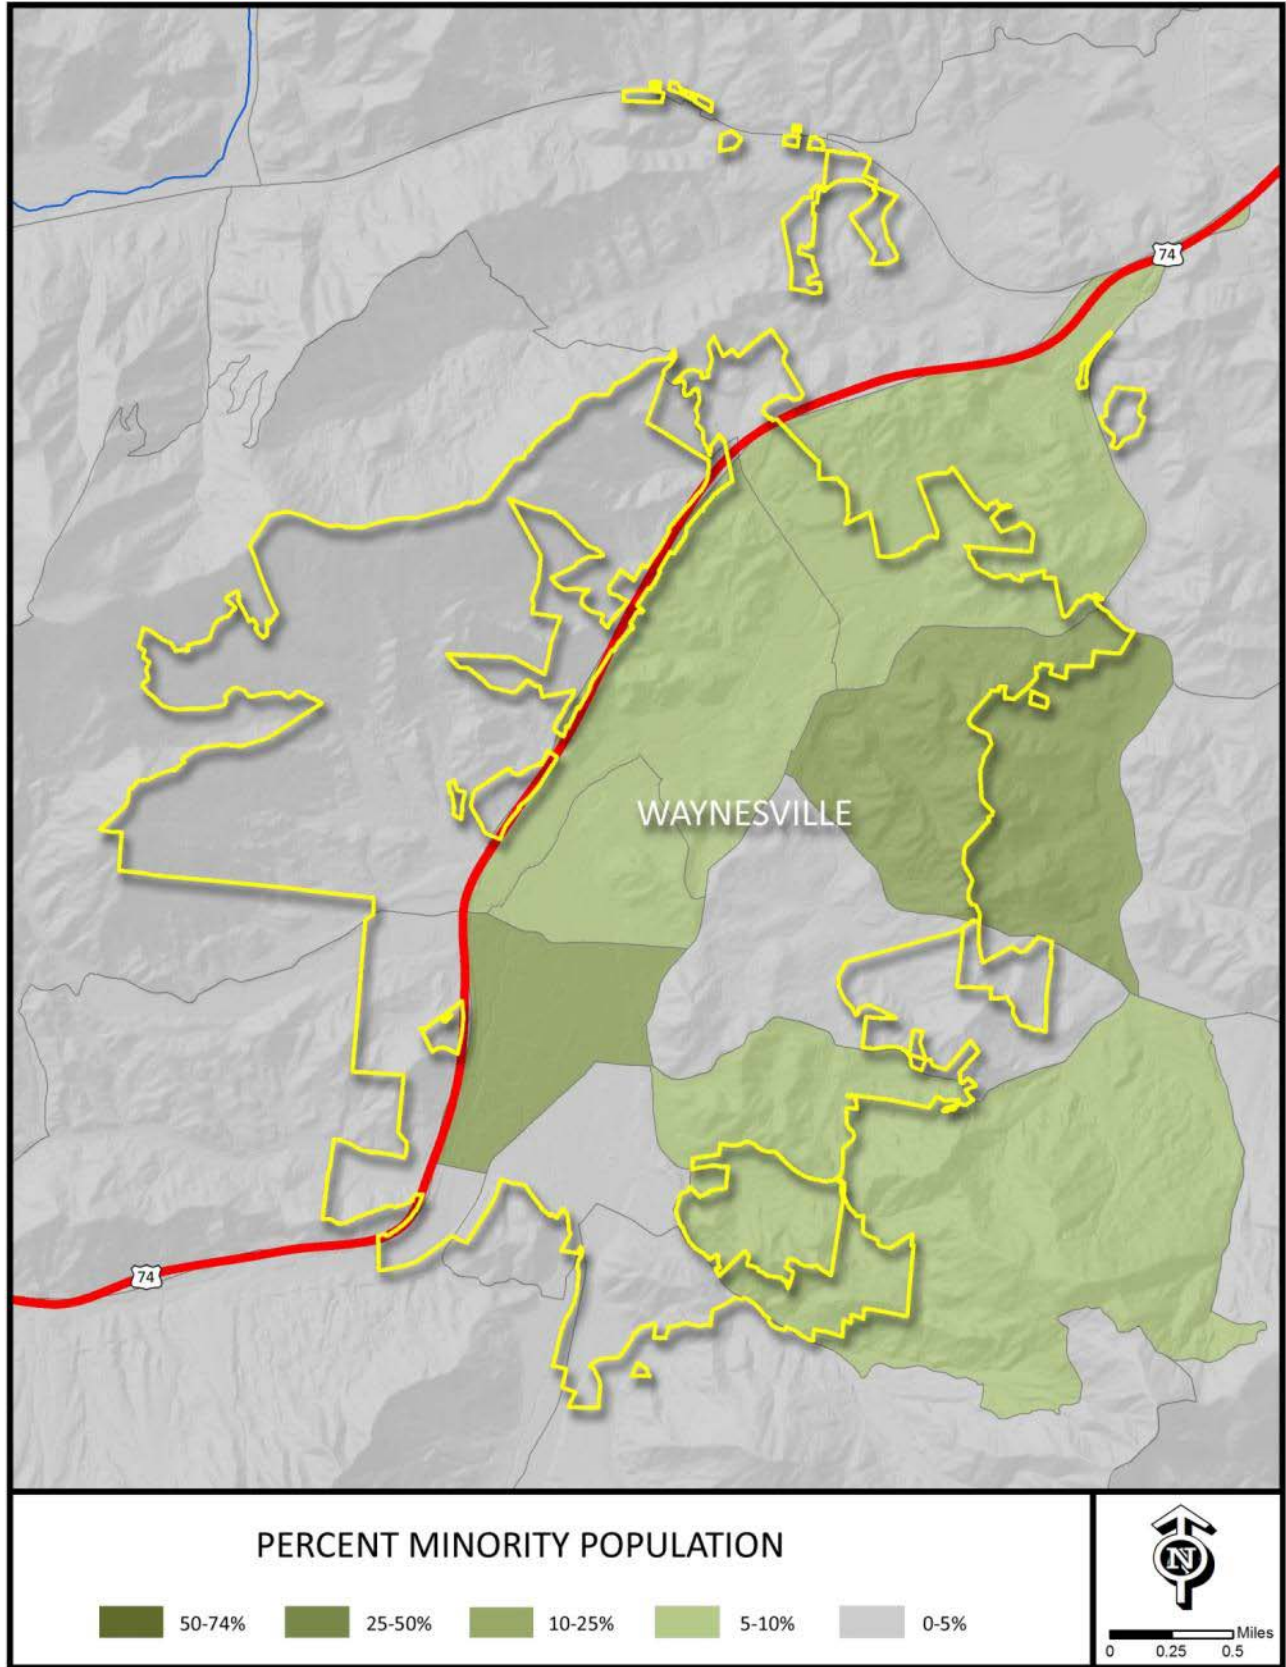 74
WAYNESVILLE
74
PERCENT MINORITY POPULATION
50-74% 25-50% 10-25% 5-10% 0-5%
N
Miles
0 0.25 0.5